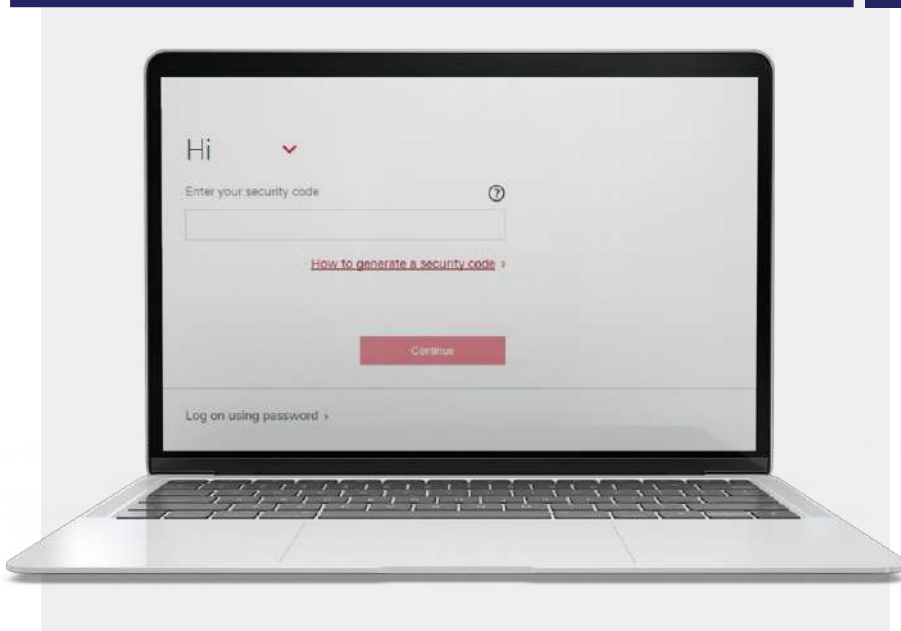 Hi
Enter your security code
?
How to generate a security code ›
Continue
Log on using password ›